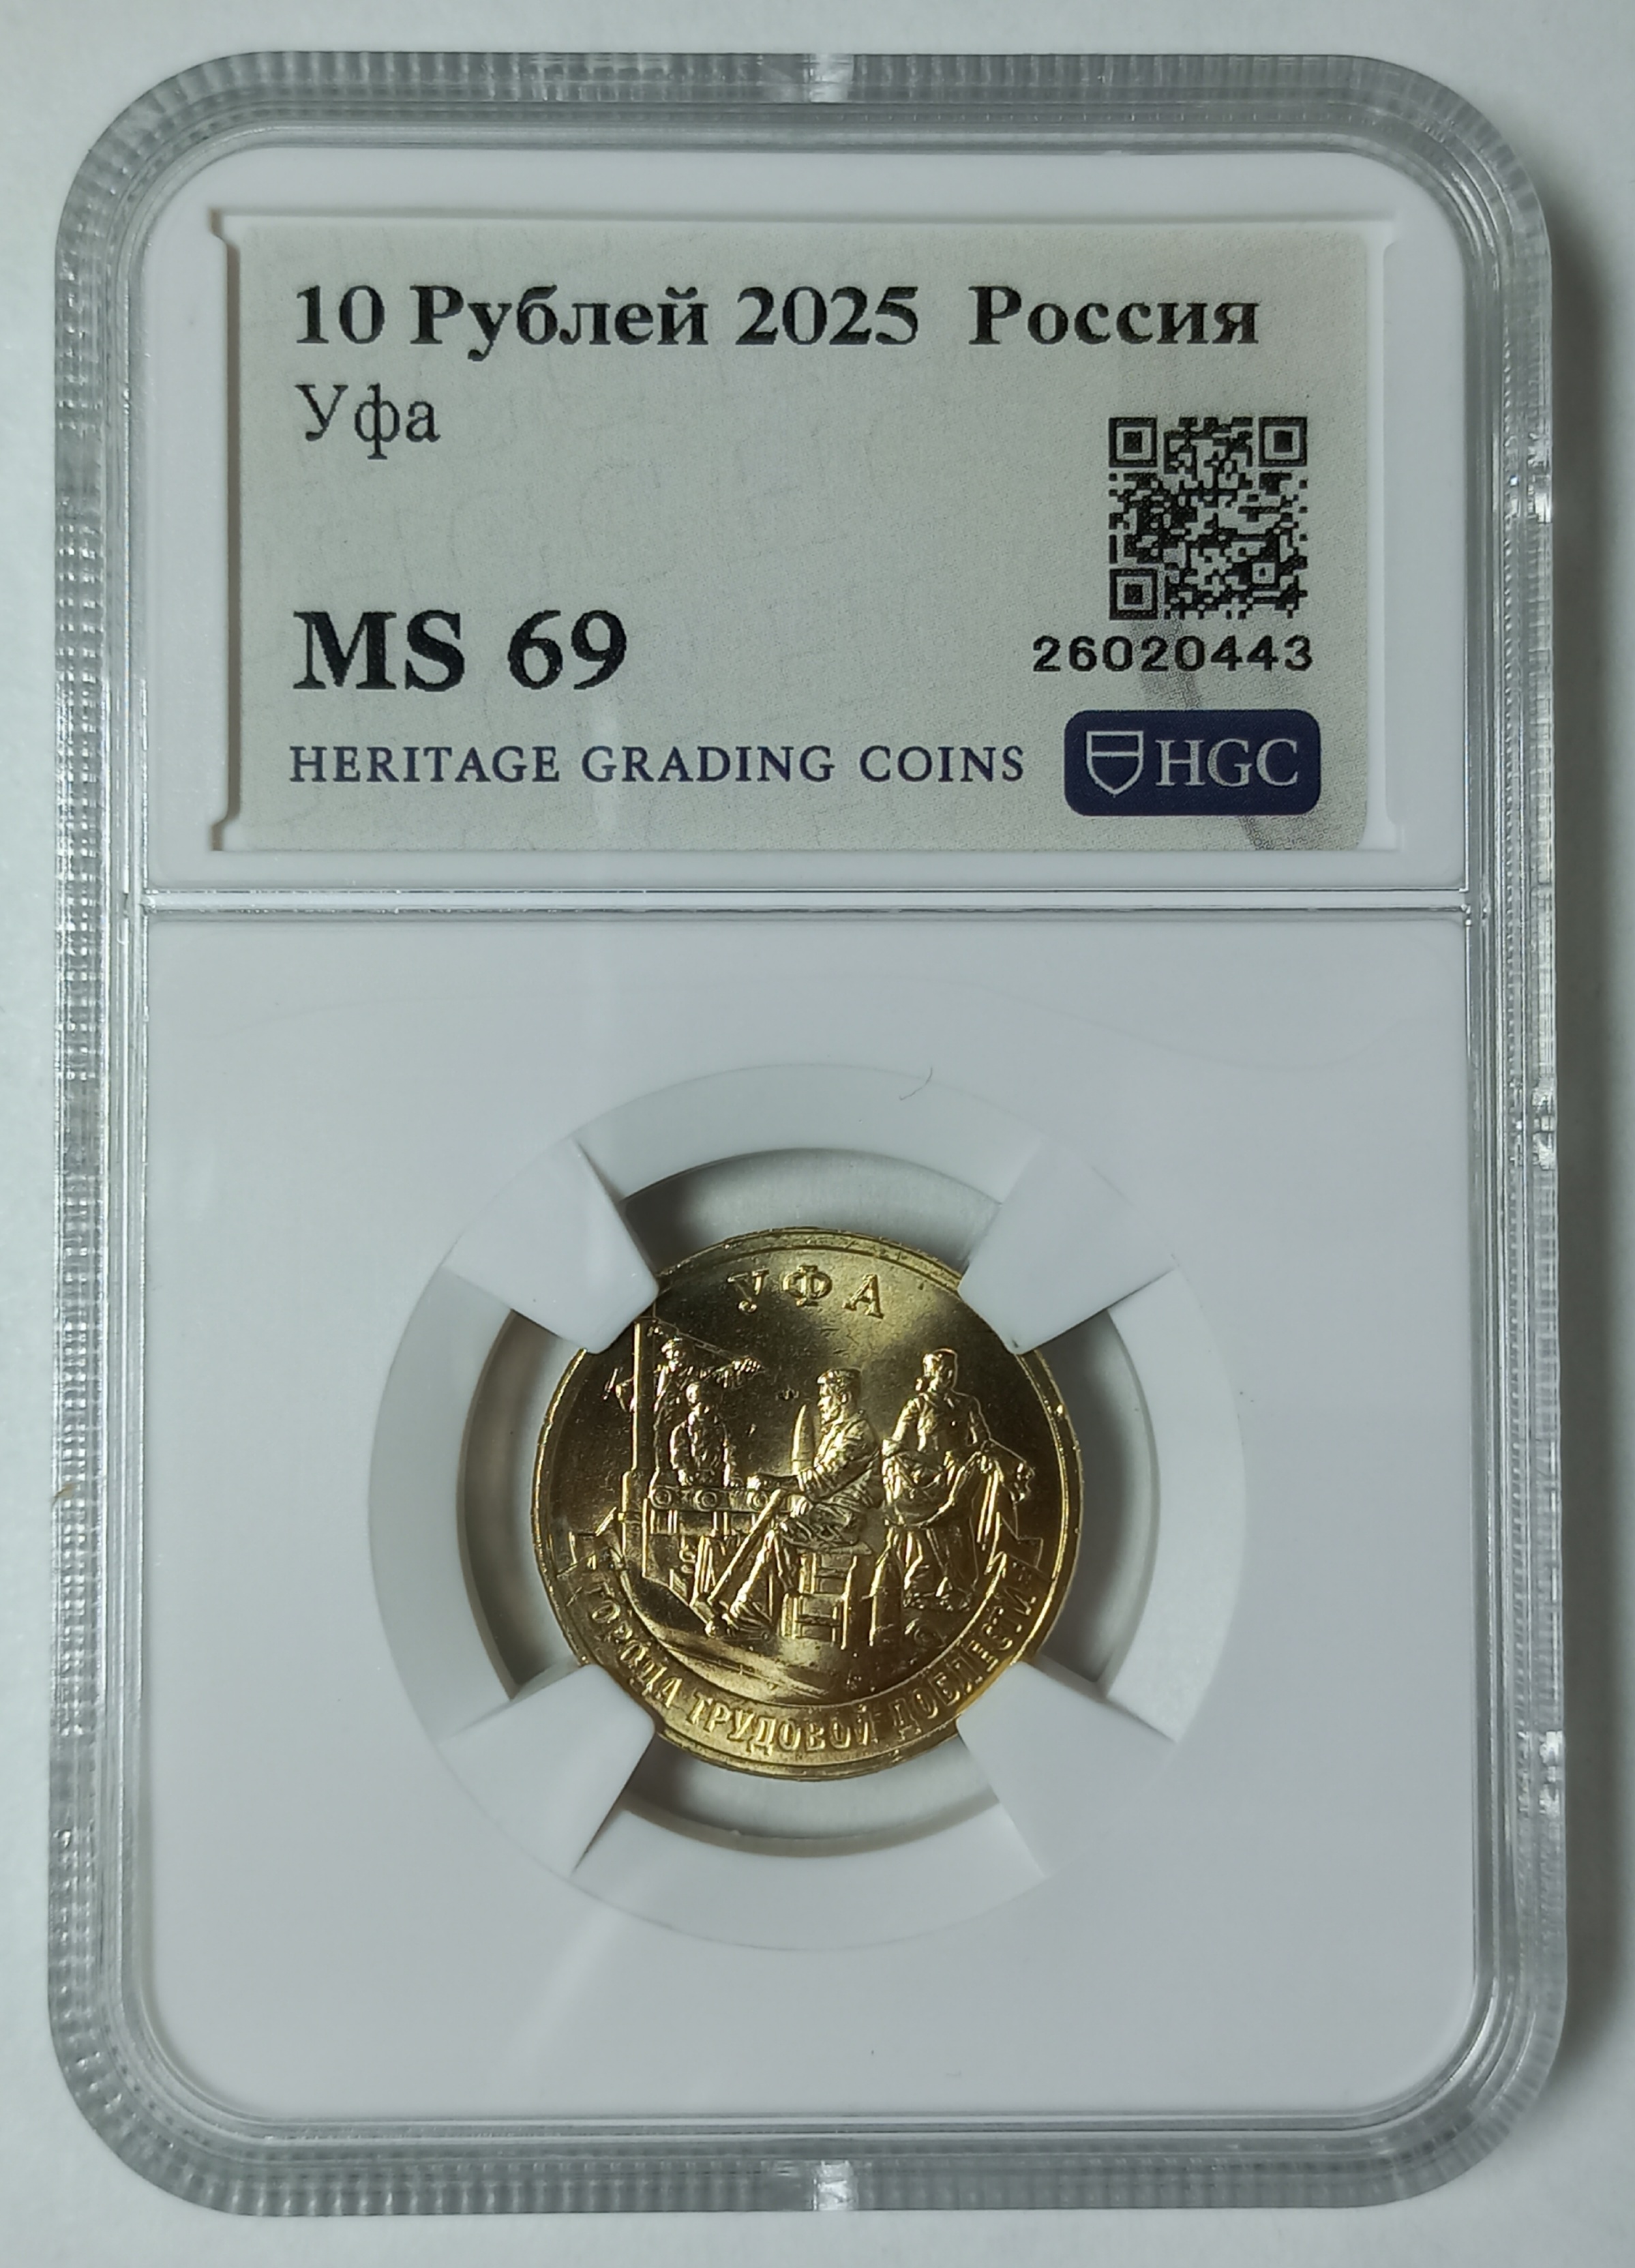 10 Рублей 2025 Россия
Уфа
MS 69
26020443
HERITAGE GRADING COINS
HGC
УФА
ГОРОДА ТРУДОВОЙ ДОБЛЕСТИ